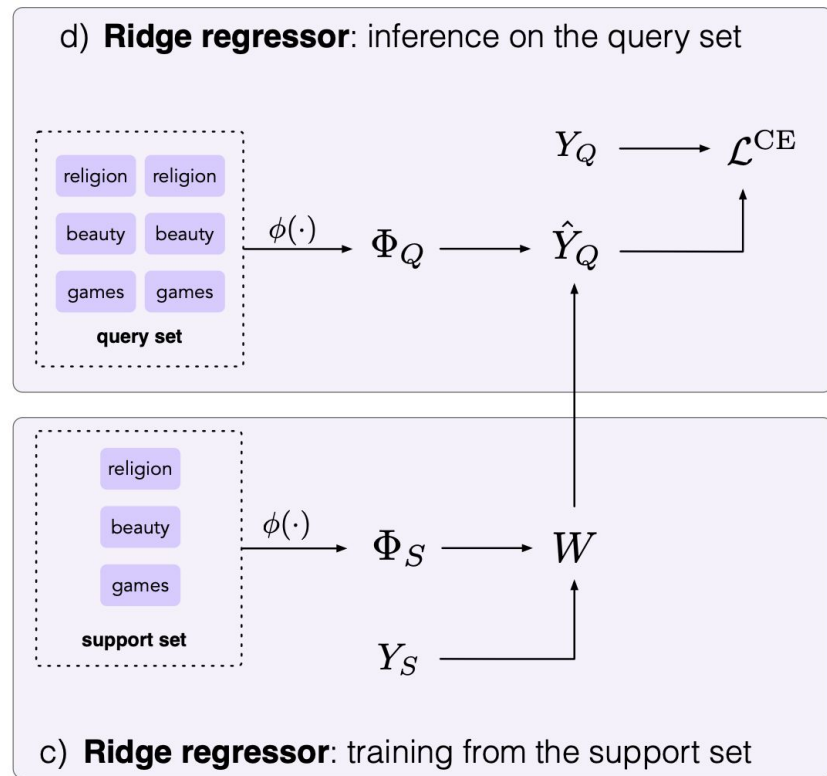 d) Ridge regressor: inference on the query set
religion religion
beauty beauty
games games
query set
ϕ(·)
Φ_Q
Ŷ_Q
Y_Q
ℒ^CE
religion
beauty
games
support set
ϕ(·)
Φ_S
W
Y_S
c) Ridge regressor: training from the support set